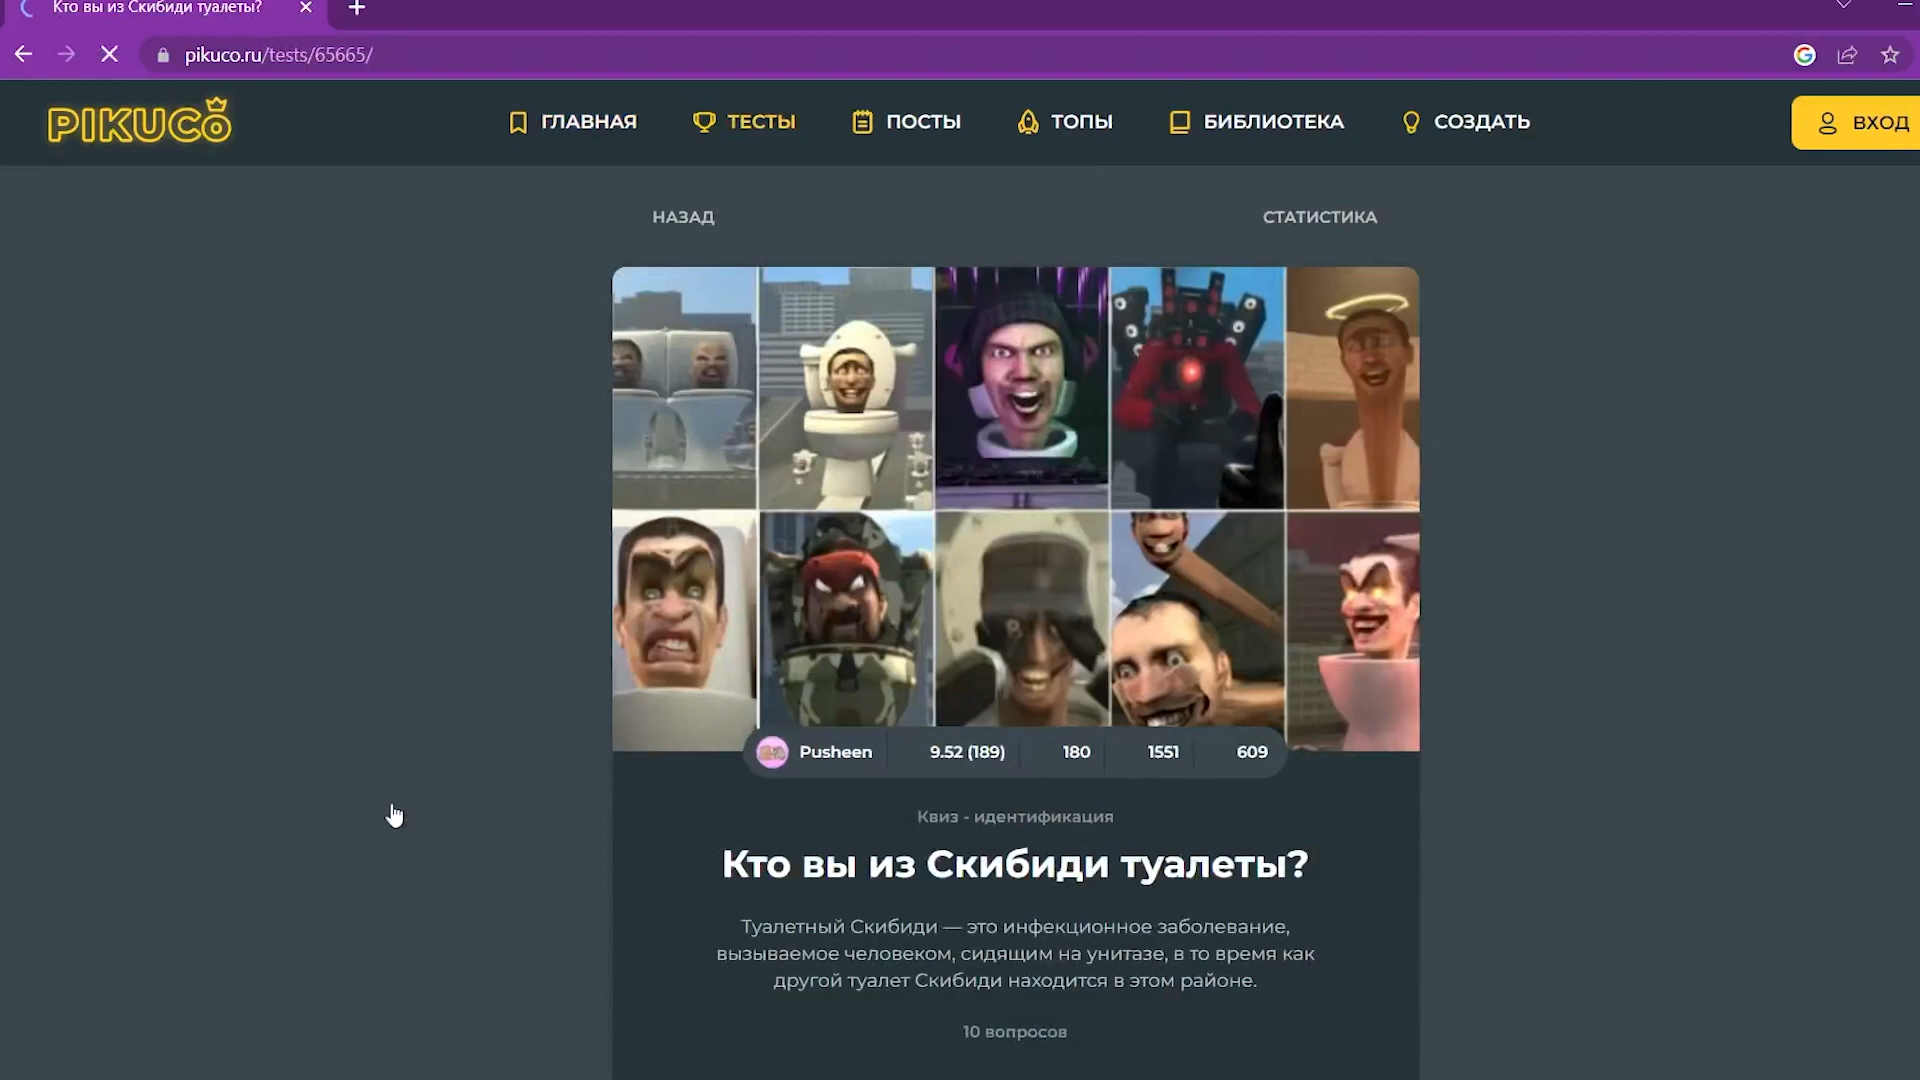 Кто вы из Скибиди туалеты?
pikuco.ru/tests/65665/
PIKUCO
ГЛАВНАЯ
ТЕСТЫ
ПОСТЫ
ТОПЫ
БИБЛИОТЕКА
СОЗДАТЬ
ВХОД
НАЗАД
СТАТИСТИКА
Pusheen
9.52 (189)
180
1551
609
Квиз - идентификация
Кто вы из Скибиди туалеты?
Туалетный Скибиди — это инфекционное заболевание,
вызываемое человеком, сидящим на унитазе, в то время как
другой туалет Скибиди находится в этом районе.
10 вопросов